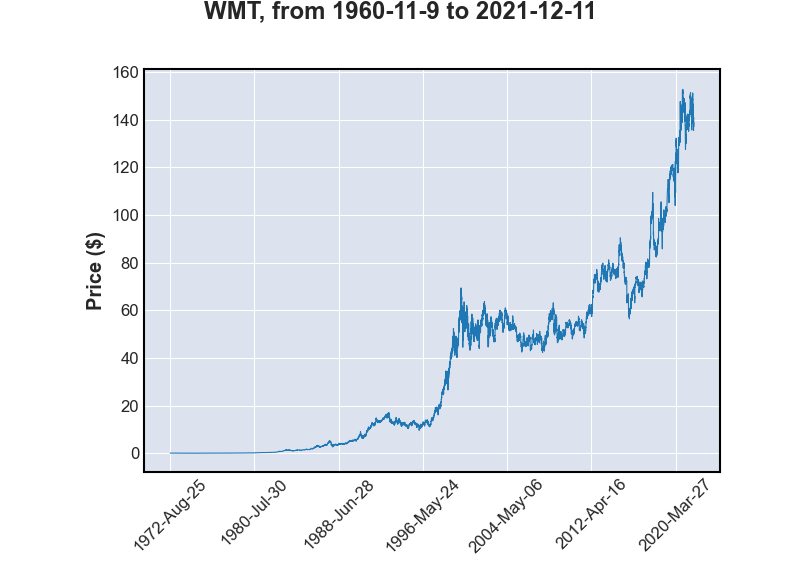 WMT, from 1960-11-9 to 2021-12-11
Price ($)
160
140
120
100
80
60
40
20
0
1972-Aug-25
1980-Jul-30
1988-Jun-28
1996-May-24
2004-May-06
2012-Apr-16
2020-Mar-27